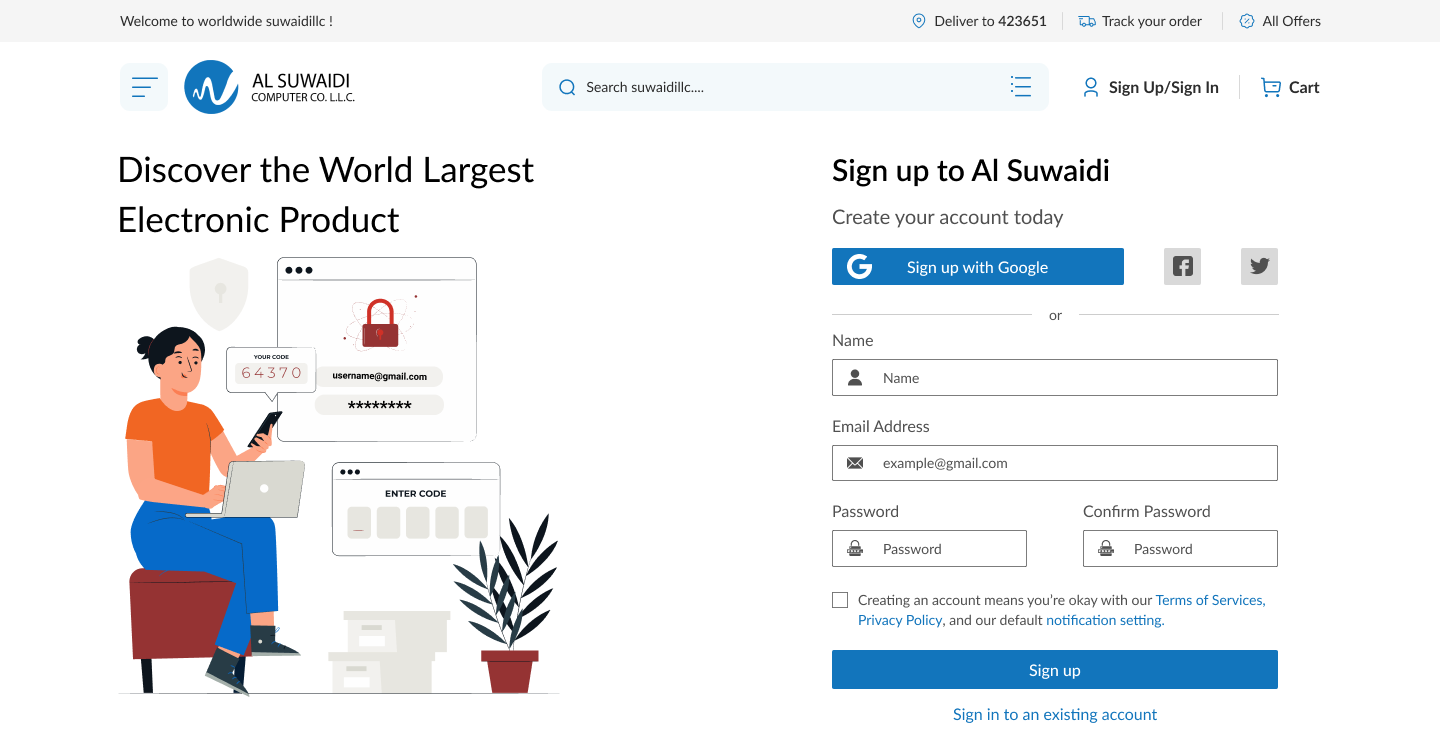 Welcome to worldwide suwaidillc !
Deliver to 423651
Track your order
All Offers
AL SUWAIDI
COMPUTER CO. L.L.C.
Search suwaidillc....
Sign Up/Sign In
Cart
Discover the World Largest
Electronic Product
YOUR CODE
64370
username@gmail.com
********
ENTER CODE
_
Sign up to Al Suwaidi
Create your account today
Sign up with Google
or
Name
Name
Email Address
example@gmail.com
Password
Confirm Password
Password
Password
Creating an account means you’re okay with our Terms of Services,
Privacy Policy, and our default notification setting.
Sign up
Sign in to an existing account